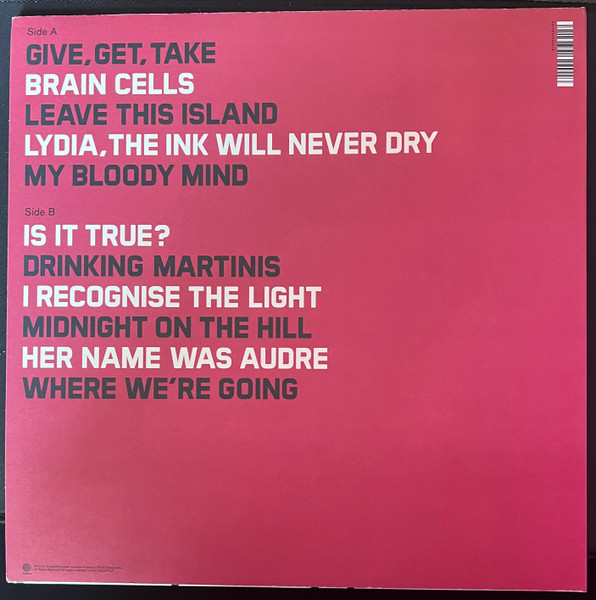 Side A
GIVE, GET, TAKE
BRAIN CELLS
LEAVE THIS ISLAND
LYDIA, THE INK WILL NEVER DRY
MY BLOODY MIND
Side B
IS IT TRUE?
DRINKING MARTINIS
I RECOGNISE THE LIGHT
MIDNIGHT ON THE HILL
HER NAME WAS AUDRE
WHERE WE'RE GOING